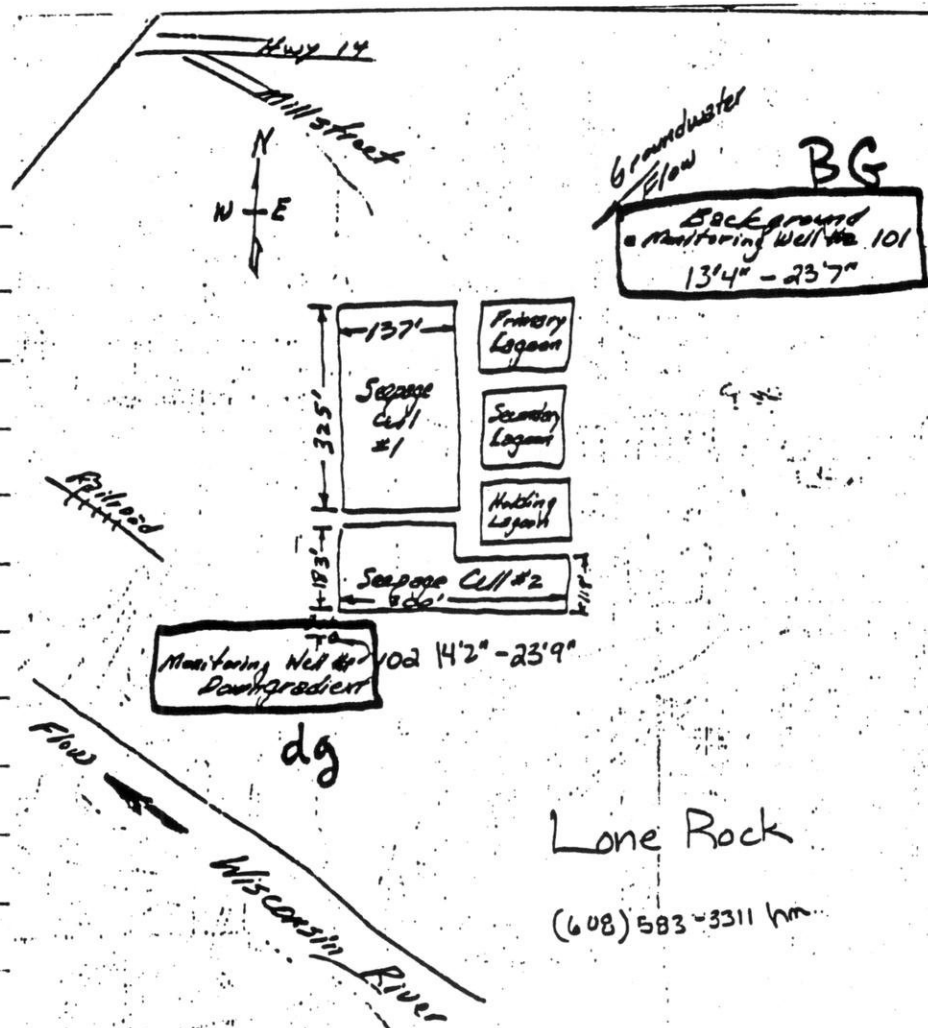 Hwy 14
Mill street
N
W E
Groundwater
Flow
BG
Background
Monitoring Well 101
13'4" - 23'7"
137'
325'
Seepage
Cell
#1
Primary
Lagoon
Secondary
Lagoon
Holding
Lagoon
Railroad
183'
Seepage Cell #2
118'
Monitoring Well 102 14'2" - 23'9"
Downgradient
dg
Flow
Wisconsin River
Lone Rock
(608) 583-3311 hm